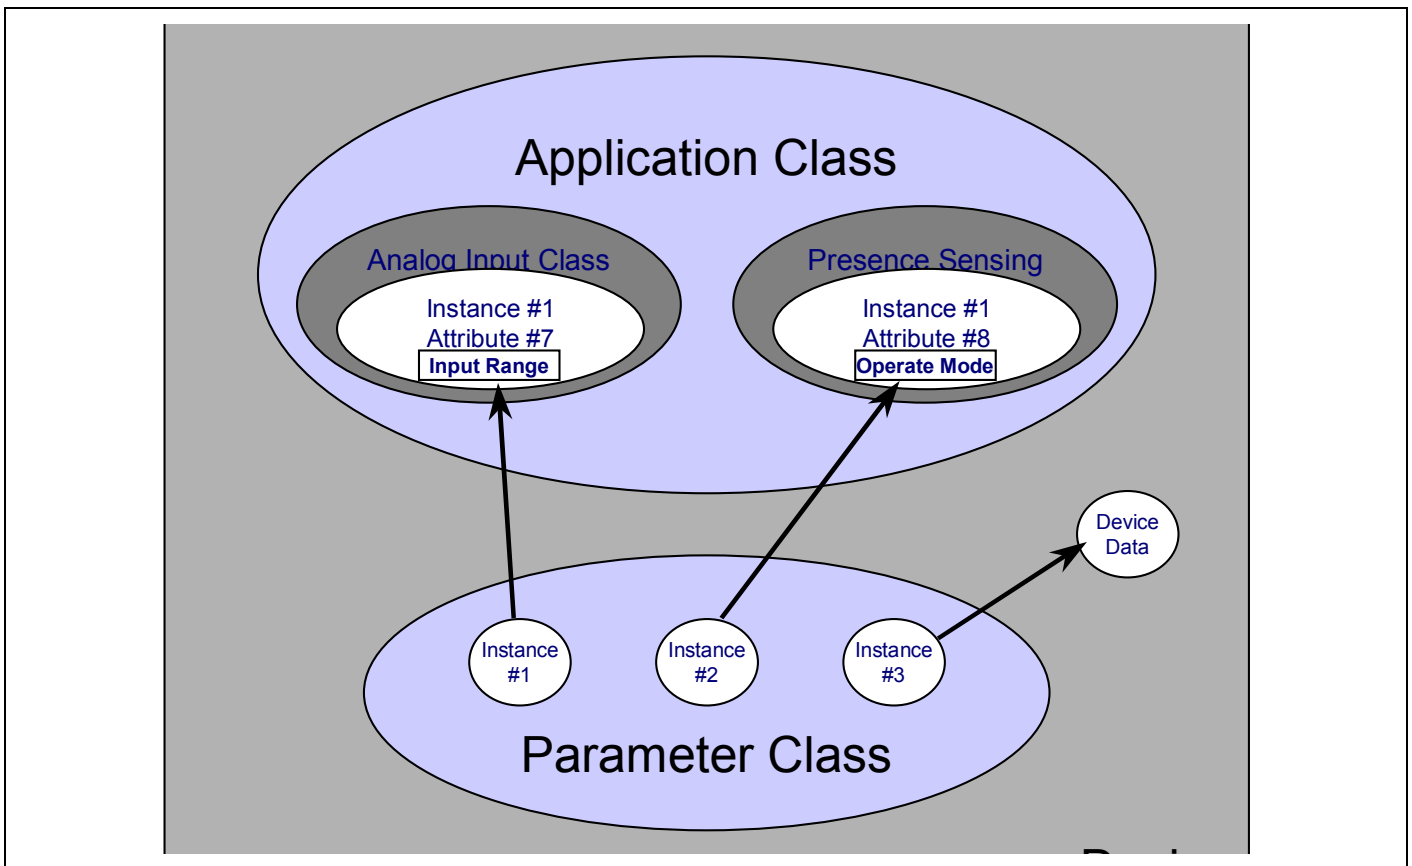 Application Class
Analog Input Class
Instance #1
Attribute #7
Input Range
Presence Sensing
Instance #1
Attribute #8
Operate Mode
Device
Data
Instance
#1
Instance
#2
Instance
#3
Parameter Class